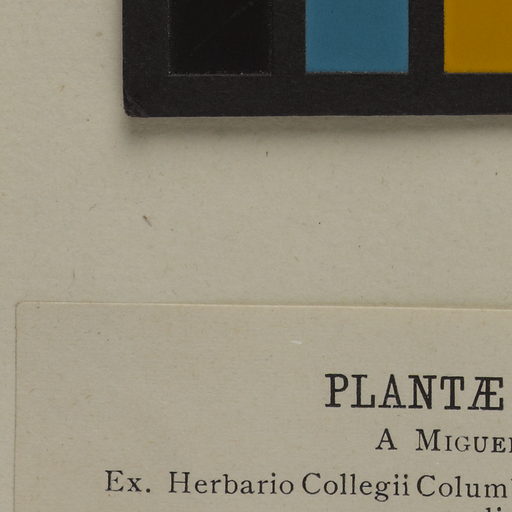 PLANTÆ
A MIGUE
Ex. Herbario Collegii Colum